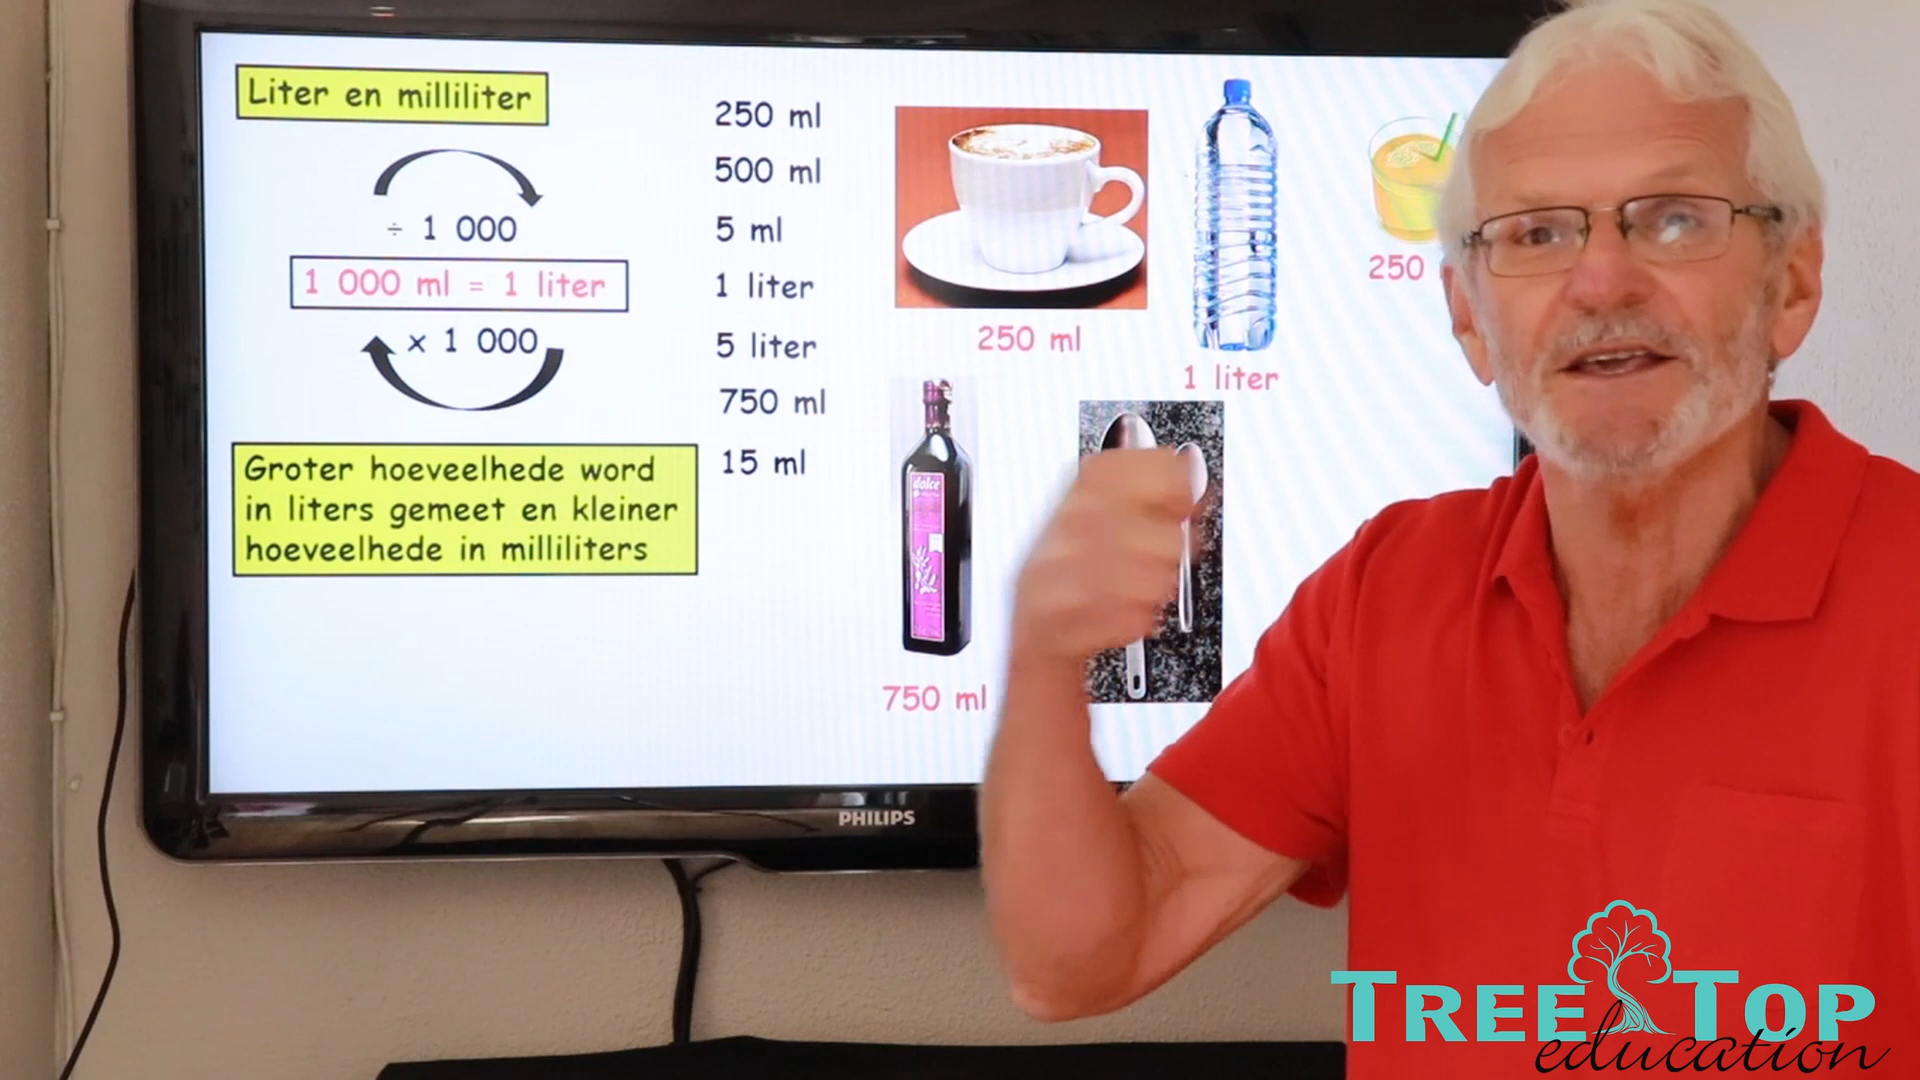 Liter en milliliter
÷ 1 000
1 000 ml = 1 liter
x 1 000
Groter hoeveelhede word
in liters gemeet en kleiner
hoeveelhede in milliliters
250 ml
500 ml
5 ml
1 liter
5 liter
750 ml
15 ml
250 ml
1 liter
250
dolce
750 ml
PHILIPS
TREE TOP
education